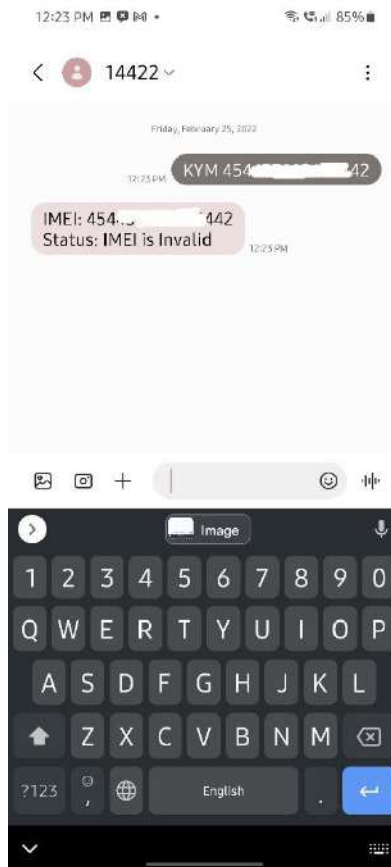 12:23 PM
85%
14422
Friday, February 25, 2022
KYM 454
42
12:23 PM
IMEI: 454
442
Status: IMEI is Invalid
12:23 PM
Image
1 2 3 4 5 6 7 8 9 0
Q W E R T Y U I O P
A S D F G H J K L
Z X C V B N M
?123 , English .